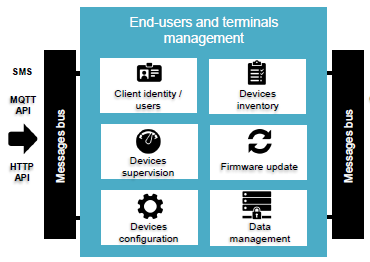 End-users and terminals
management
SMS
MQTT
API
HTTP
API
Messages bus
Client identity /
users
Devices
inventory
Devices
supervision
Firmware update
Devices
configuration
Data
management
Messages bus